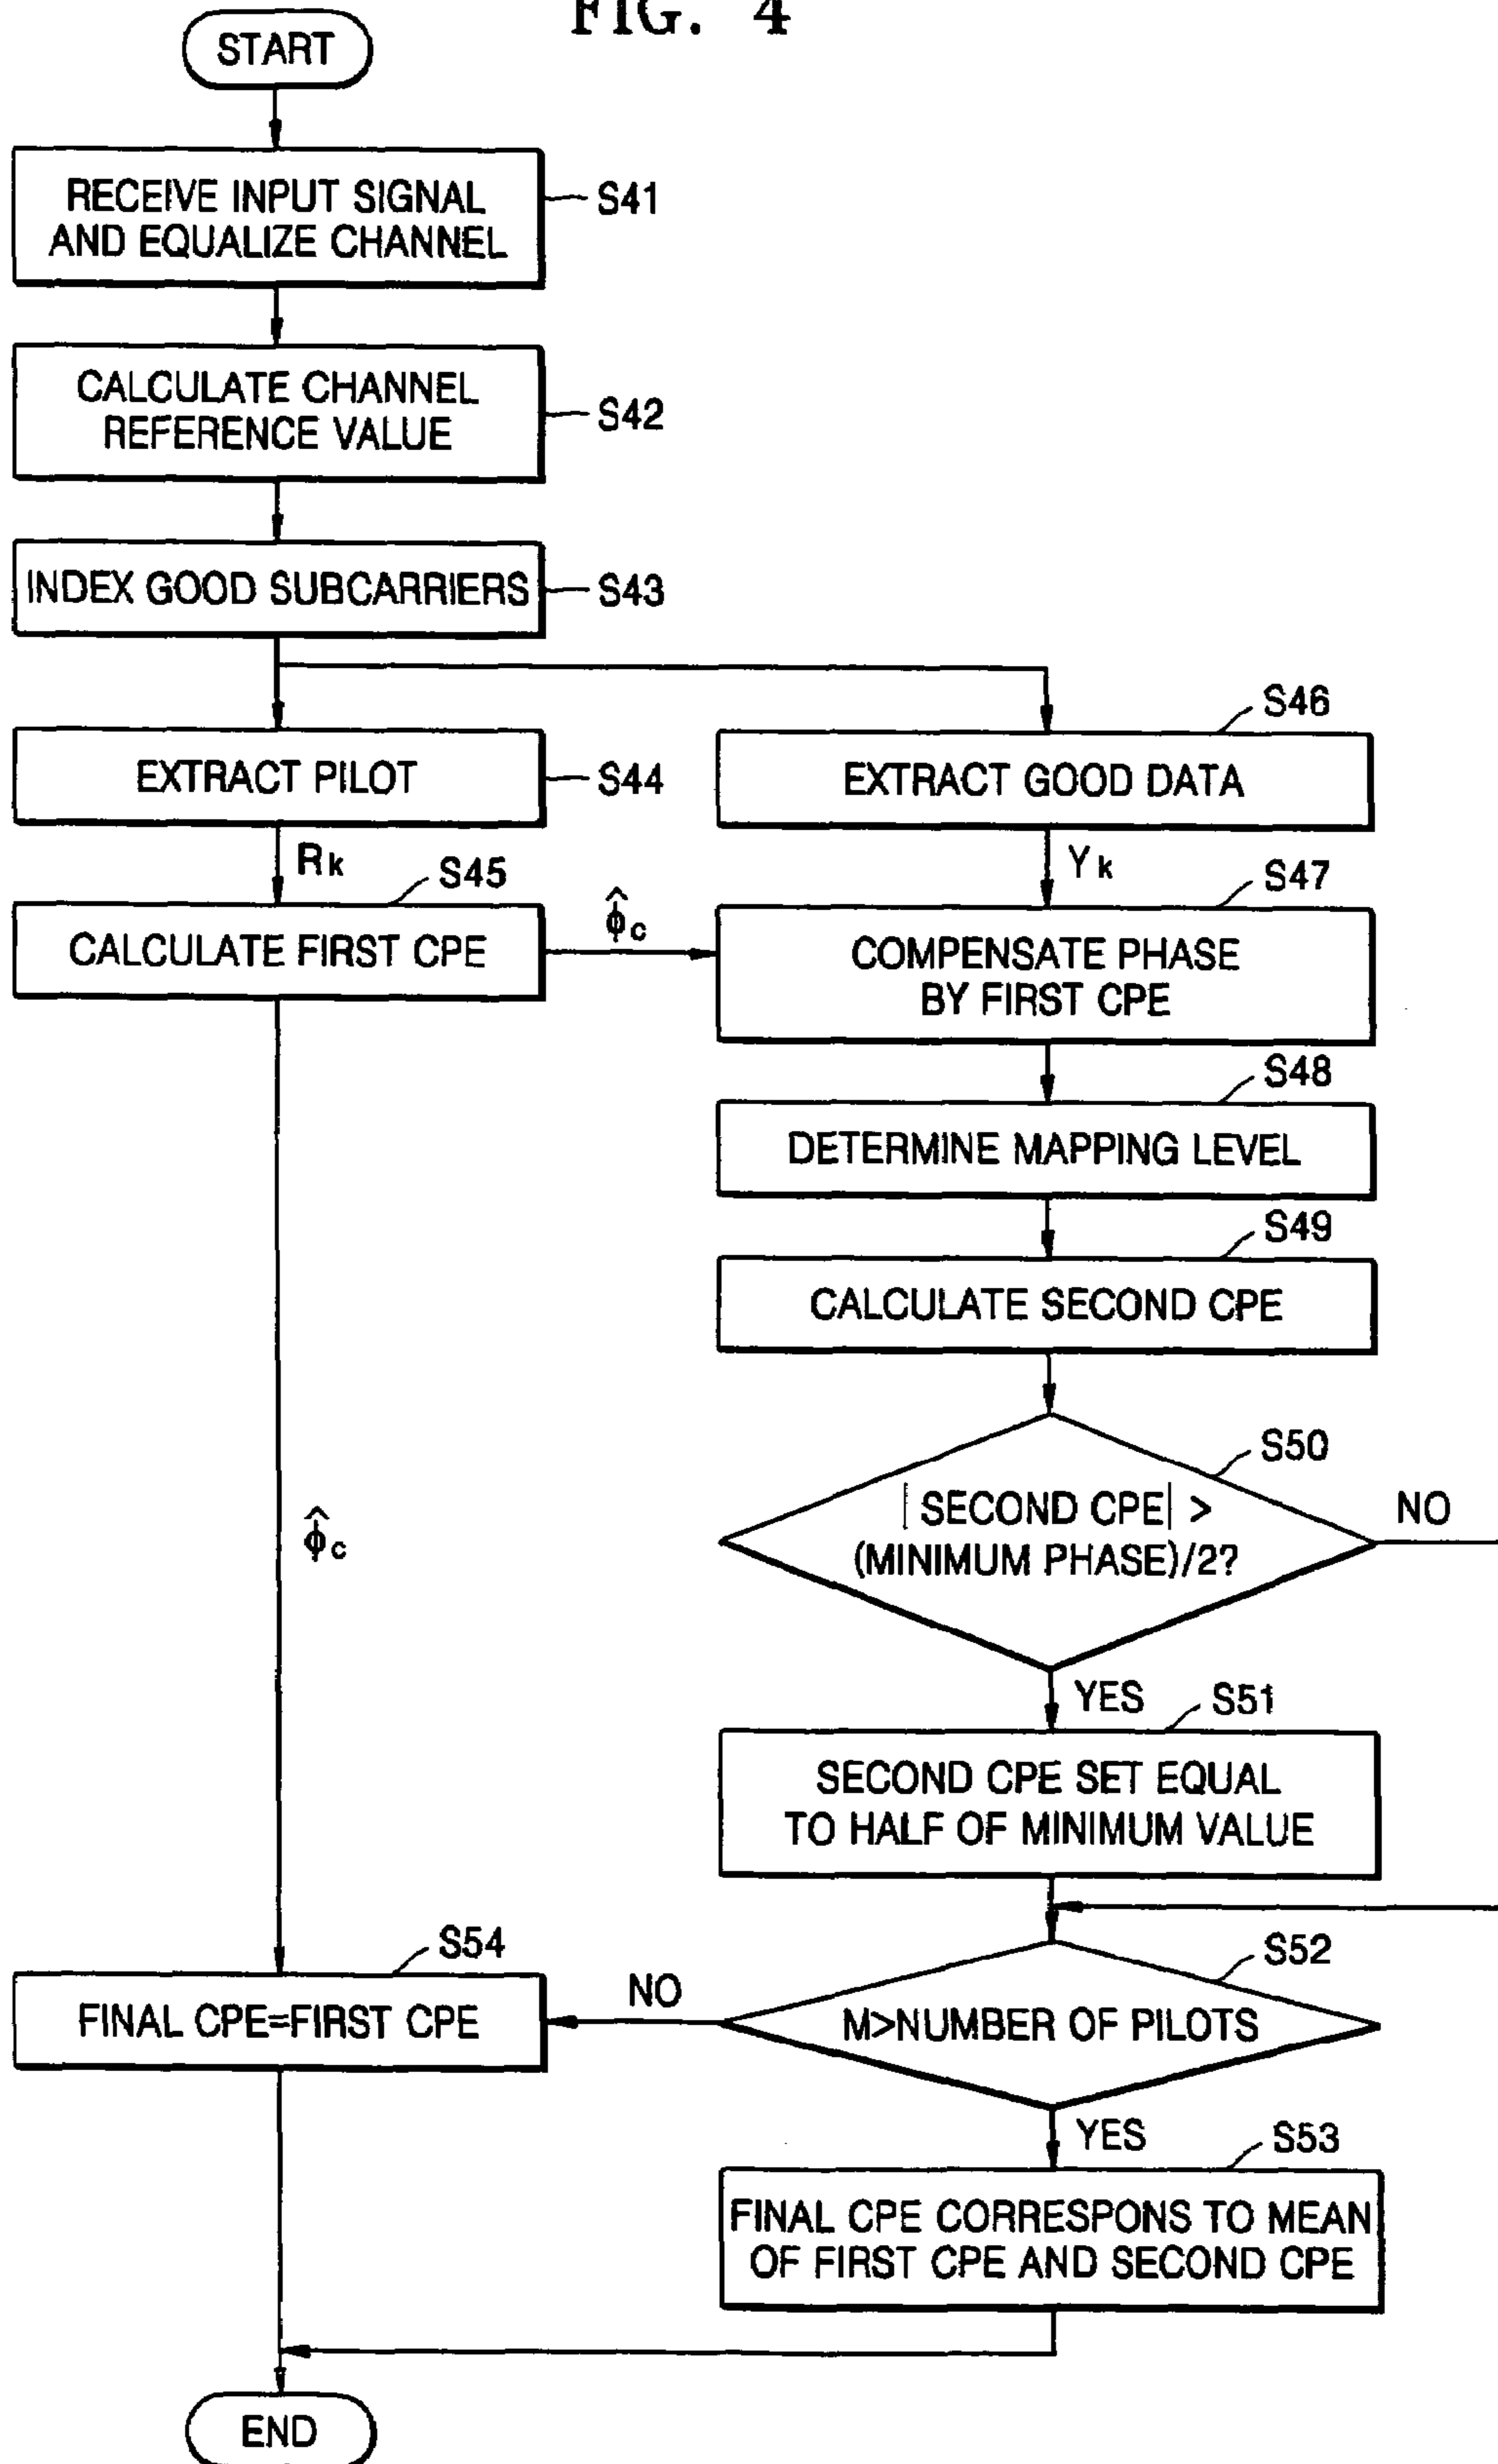 FIG. 4
START
RECEIVE INPUT SIGNAL
AND EQUALIZE CHANNEL
S41
CALCULATE CHANNEL
REFERENCE VALUE
S42
INDEX GOOD SUBCARRIERS
S43
EXTRACT PILOT
S44
S46
EXTRACT GOOD DATA
Rk
S45
CALCULATE FIRST CPE
ϕ̂c
Yk
S47
COMPENSATE PHASE
BY FIRST CPE
S48
DETERMINE MAPPING LEVEL
S49
CALCULATE SECOND CPE
S50
| SECOND CPE| >
(MINIMUM PHASE)/2?
NO
ϕ̂c
YES
S51
SECOND CPE SET EQUAL
TO HALF OF MINIMUM VALUE
S54
FINAL CPE=FIRST CPE
NO
S52
M>NUMBER OF PILOTS
YES
S53
FINAL CPE CORRESPONS TO MEAN
OF FIRST CPE AND SECOND CPE
END